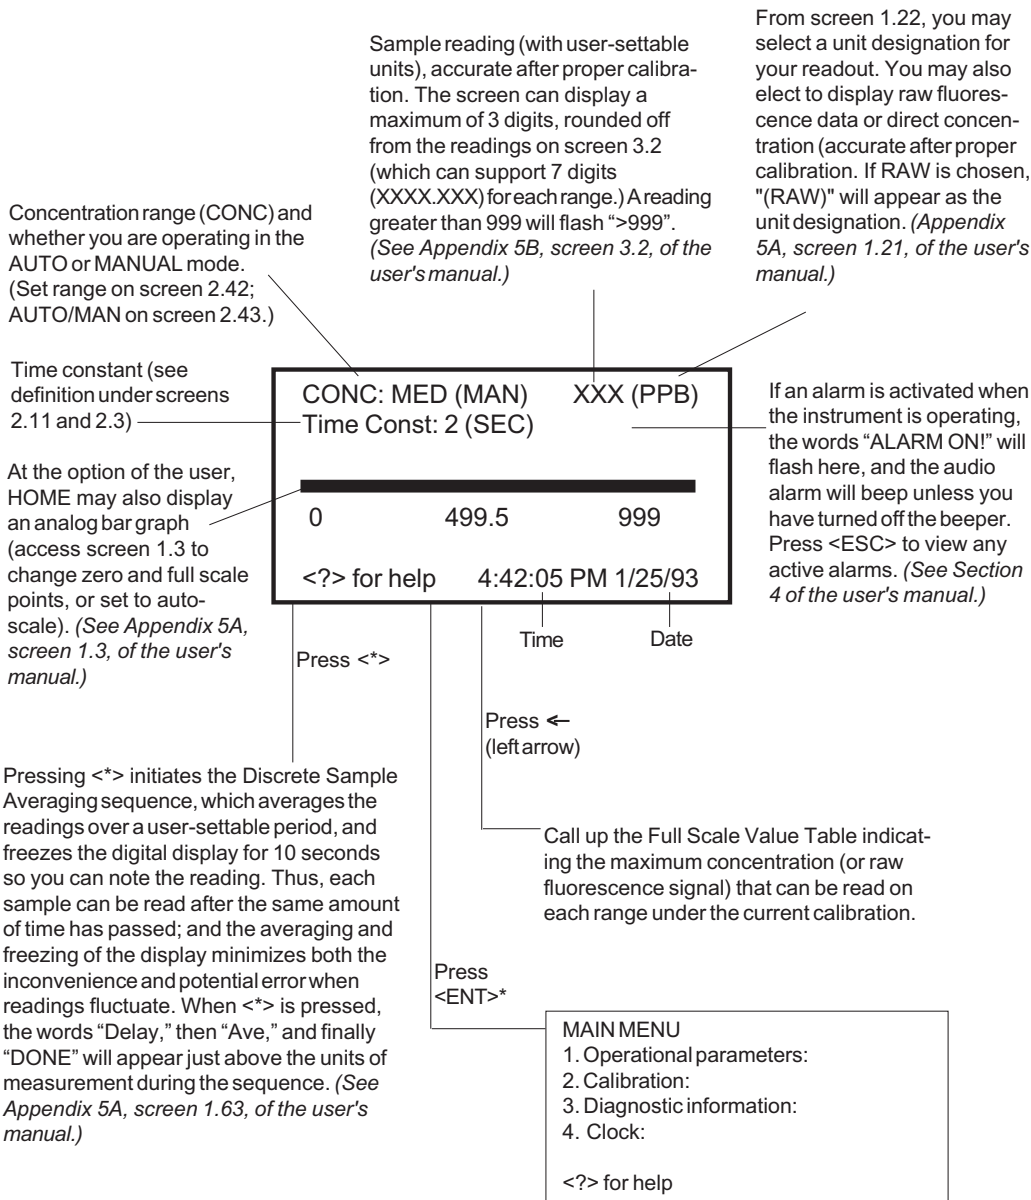 From screen 1.22, you may
select a unit designation for
your readout. You may also
elect to display raw fluores-
cence data or direct concen-
tration (accurate after proper
calibration. If RAW is chosen,
"(RAW)" will appear as the
unit designation. (Appendix
5A, screen 1.21, of the user's
manual.)
Sample reading (with user-settable
units), accurate after proper calibra-
tion. The screen can display a
maximum of 3 digits, rounded off
from the readings on screen 3.2
(which can support 7 digits
(XXXX.XXX) for each range.) A reading
greater than 999 will flash “>999”.
(See Appendix 5B, screen 3.2, of the
user's manual.)
Concentration range (CONC) and
whether you are operating in the
AUTO or MANUAL mode.
(Set range on screen 2.42;
AUTO/MAN on screen 2.43.)
Time constant (see
definition under screens
2.11 and 2.3)
At the option of the user,
HOME may also display
an analog bar graph
(access screen 1.3 to
change zero and full scale
points, or set to auto-
scale). (See Appendix 5A,
screen 1.3, of the user's
manual.)
CONC: MED (MAN) XXX (PPB)
Time Const: 2 (SEC)
0 499.5 999
<?> for help 4:42:05 PM 1/25/93
If an alarm is activated when
the instrument is operating,
the words “ALARM ON!” will
flash here, and the audio
alarm will beep unless you
have turned off the beeper.
Press <ESC> to view any
active alarms. (See Section
4 of the user's manual.)
Time Date
Press <*>
Press ←
(left arrow)
Pressing <*> initiates the Discrete Sample
Averaging sequence, which averages the
readings over a user-settable period, and
freezes the digital display for 10 seconds
so you can note the reading. Thus, each
sample can be read after the same amount
of time has passed; and the averaging and
freezing of the display minimizes both the
inconvenience and potential error when
readings fluctuate. When <*> is pressed,
the words “Delay,” then “Ave,” and finally
“DONE” will appear just above the units of
measurement during the sequence. (See
Appendix 5A, screen 1.63, of the user's
manual.)
Call up the Full Scale Value Table indicat-
ing the maximum concentration (or raw
fluorescence signal) that can be read on
each range under the current calibration.
Press
<ENT>*
MAIN MENU
1. Operational parameters:
2. Calibration:
3. Diagnostic information:
4. Clock:
<?> for help